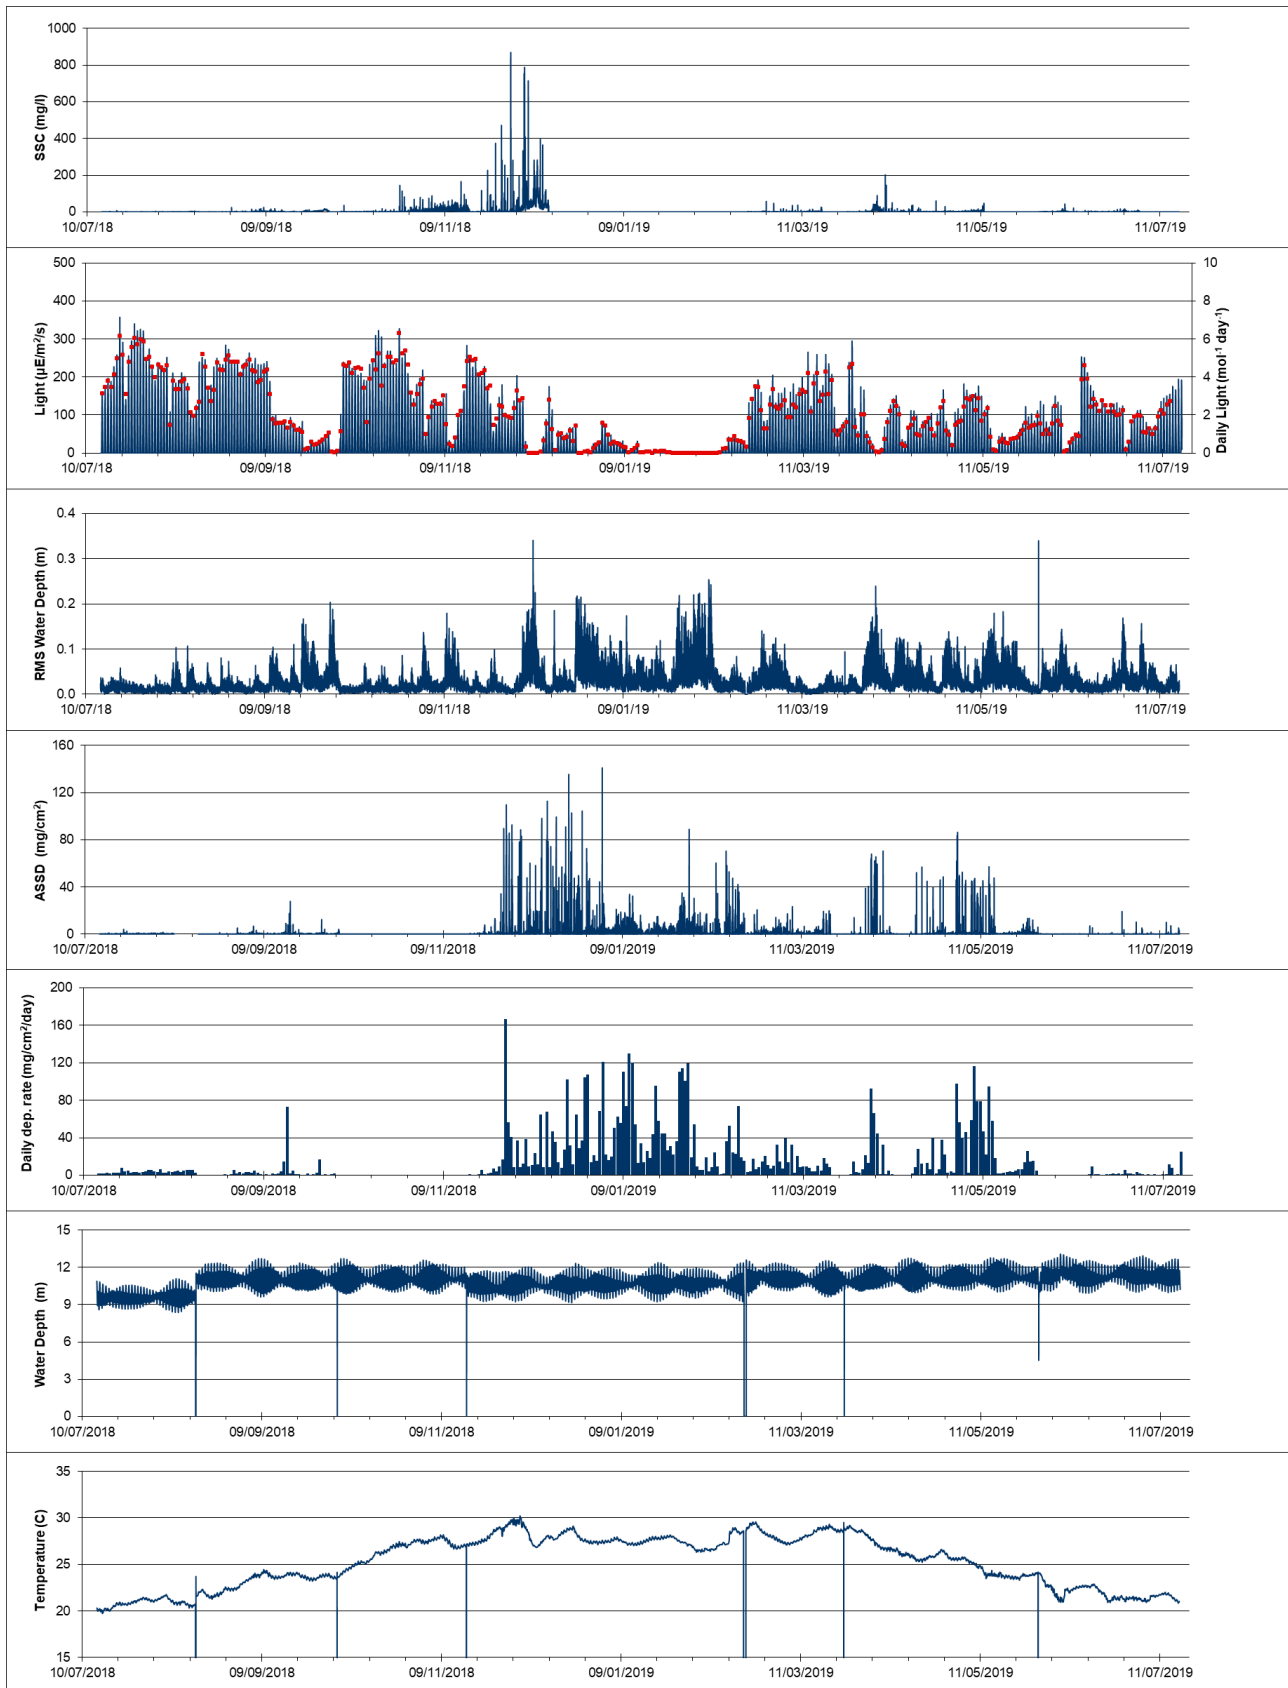 1000
800
600
400
200
0
SSC (mg/l)
10/07/18 09/09/18 09/11/18 09/01/19 11/03/19 11/05/19 11/07/19
500 10
400 8
300 6
200 4
100 2
0 0
Light (µE/m²/s)
Daily Light (mol⁻¹ day⁻¹)
10/07/18 09/09/18 09/11/18 09/01/19 11/03/19 11/05/19 11/07/19
0.4
0.3
0.2
0.1
0.0
RMS Water Depth (m)
10/07/18 09/09/18 09/11/18 09/01/19 11/03/19 11/05/19 11/07/19
160
120
80
40
0
ASSD (mg/cm²)
10/07/2018 09/09/2018 09/11/2018 09/01/2019 11/03/2019 11/05/2019 11/07/2019
200
160
120
80
40
0
Daily dep. rate (mg/cm²/day)
10/07/2018 09/09/2018 09/11/2018 09/01/2019 11/03/2019 11/05/2019 11/07/2019
15
12
9
6
3
0
Water Depth (m)
10/07/2018 09/09/2018 09/11/2018 09/01/2019 11/03/2019 11/05/2019 11/07/2019
35
30
25
20
15
Temperature (C)
10/07/2018 09/09/2018 09/11/2018 09/01/2019 11/03/2019 11/05/2019 11/07/2019